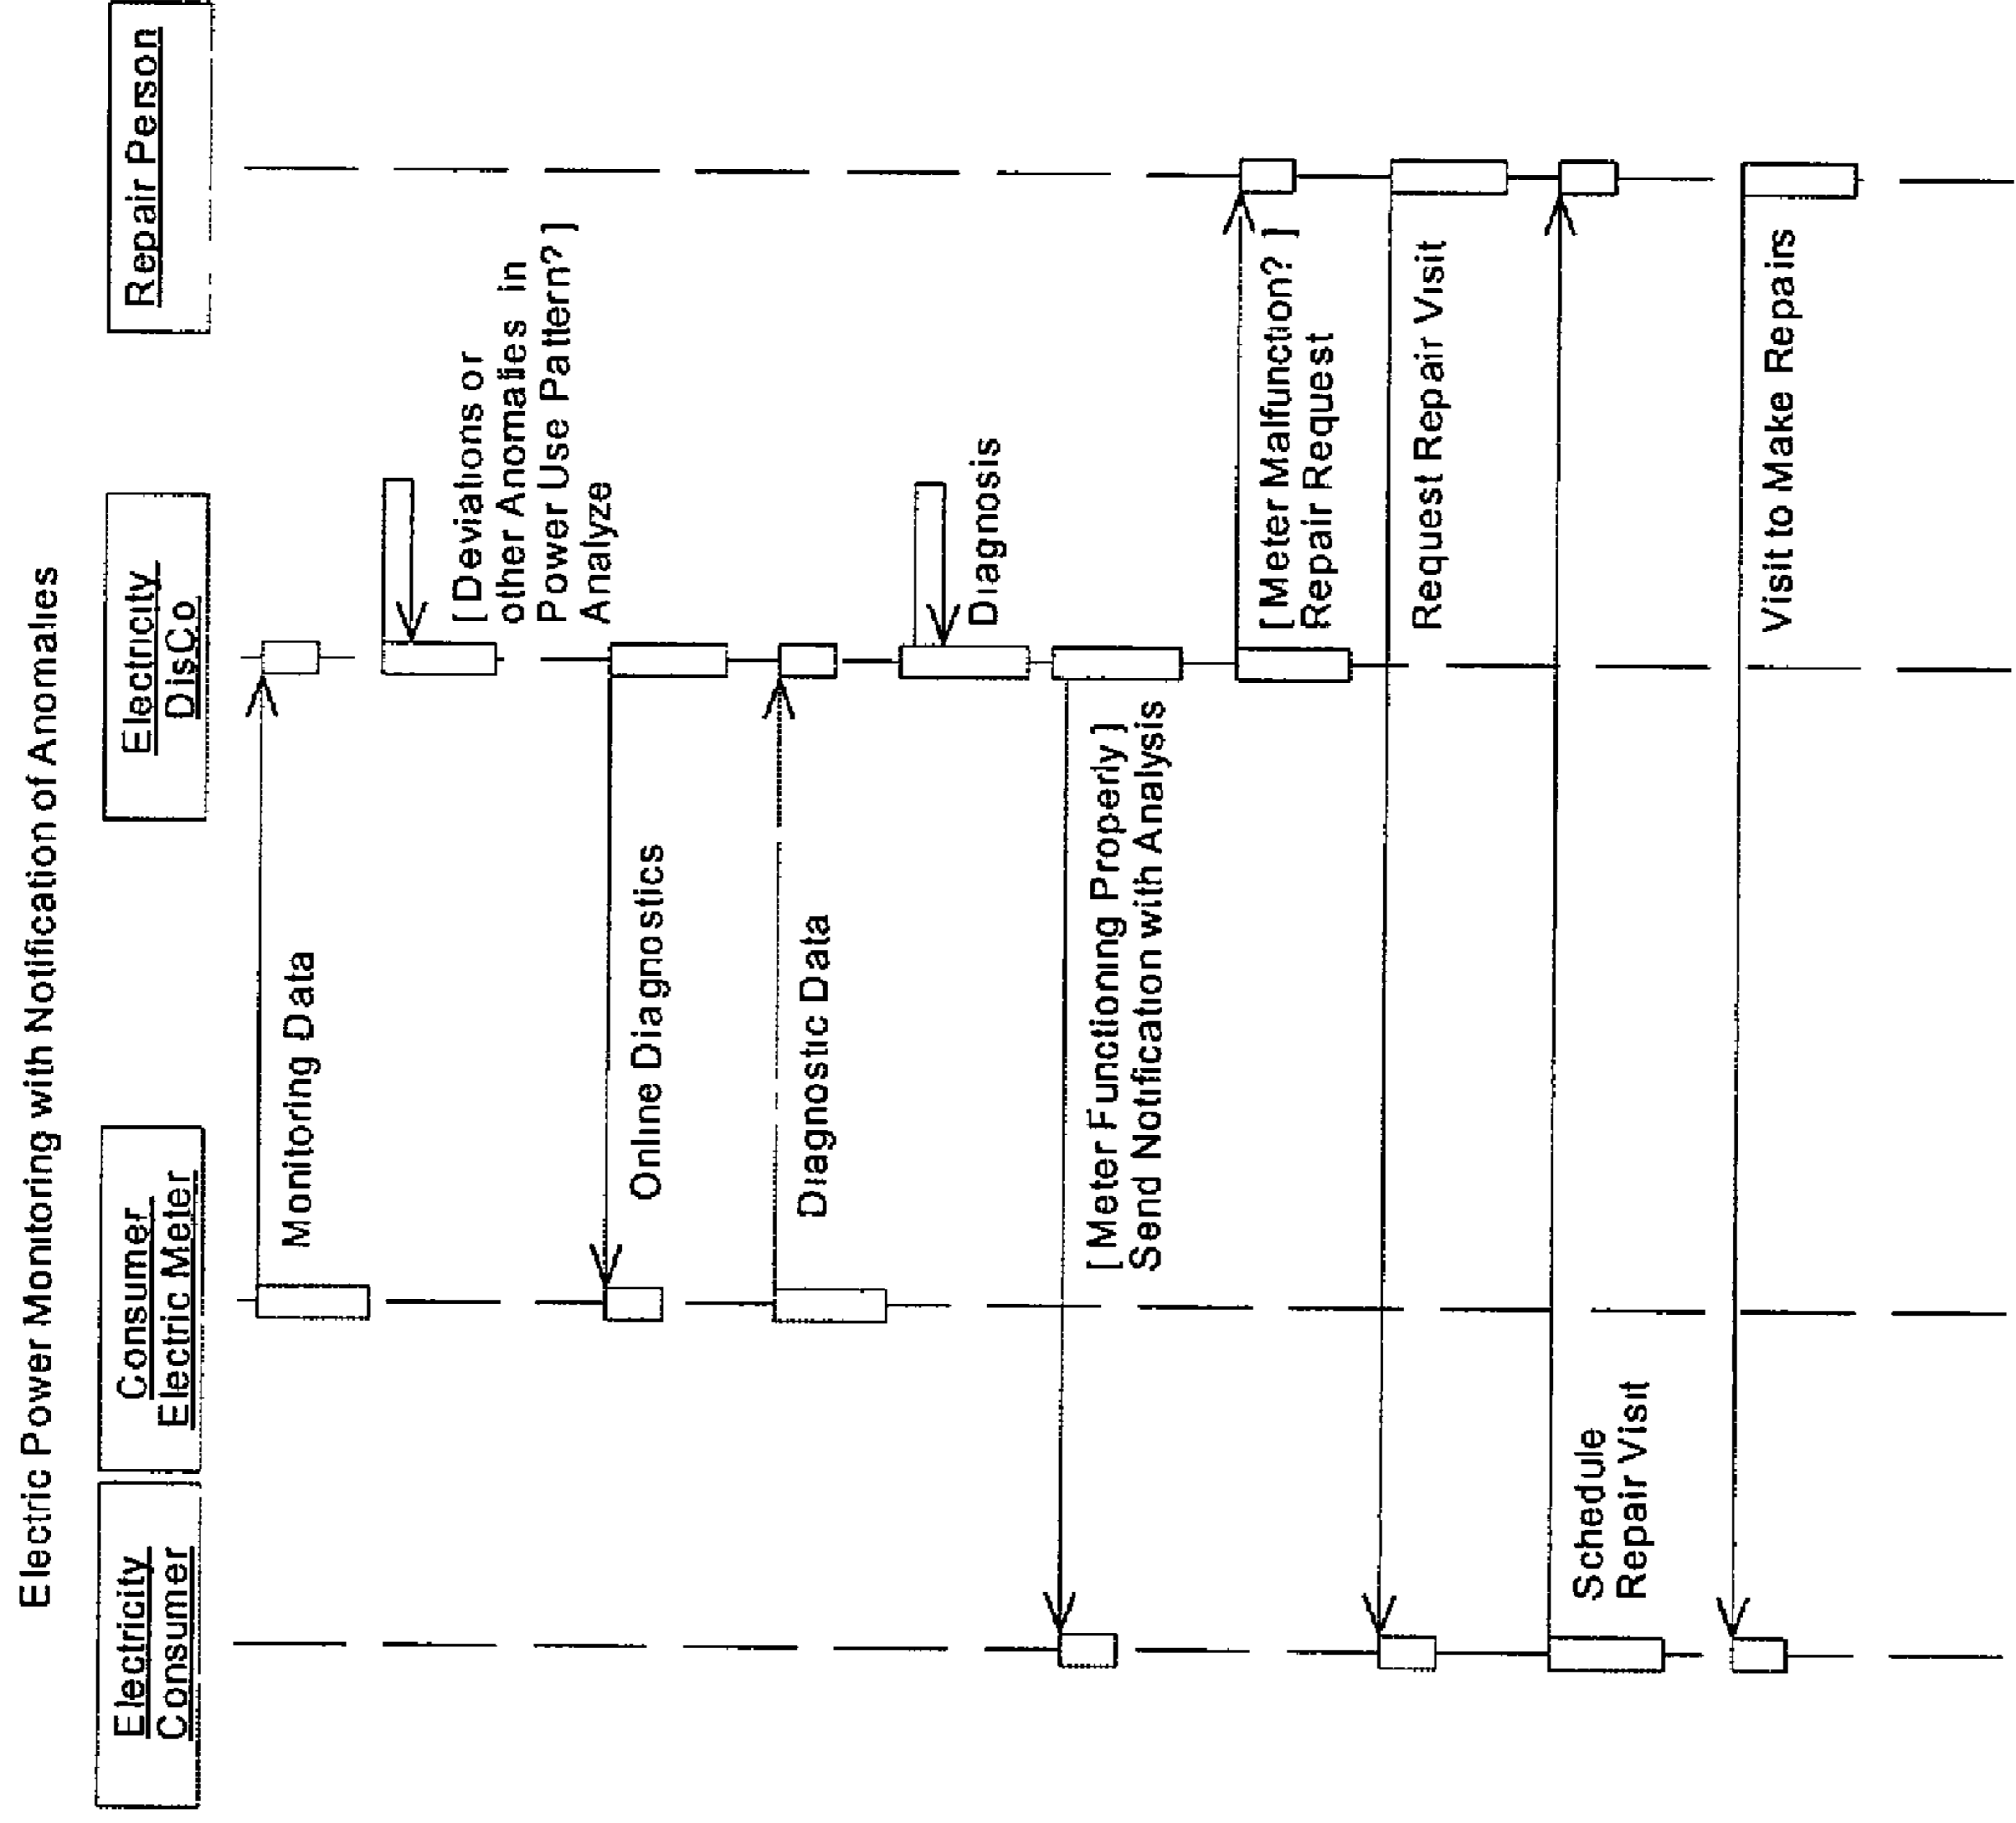 Electric Power Monitoring with Notification of Anomalies
Electricity
Consumer
Consumer
Electric Meter
Electricity
DisCo
Repair Person
Monitoring Data
[Deviations or
other Anomalies in
Power Use Pattern?]
Analyze
Online Diagnostics
Diagnostic Data
Diagnosis
[Meter Functioning Properly]
Send Notification with Analysis
[Meter Malfunction? ]
Repair Request
Request Repair Visit
Schedule
Repair Visit
Visit to Make Repairs